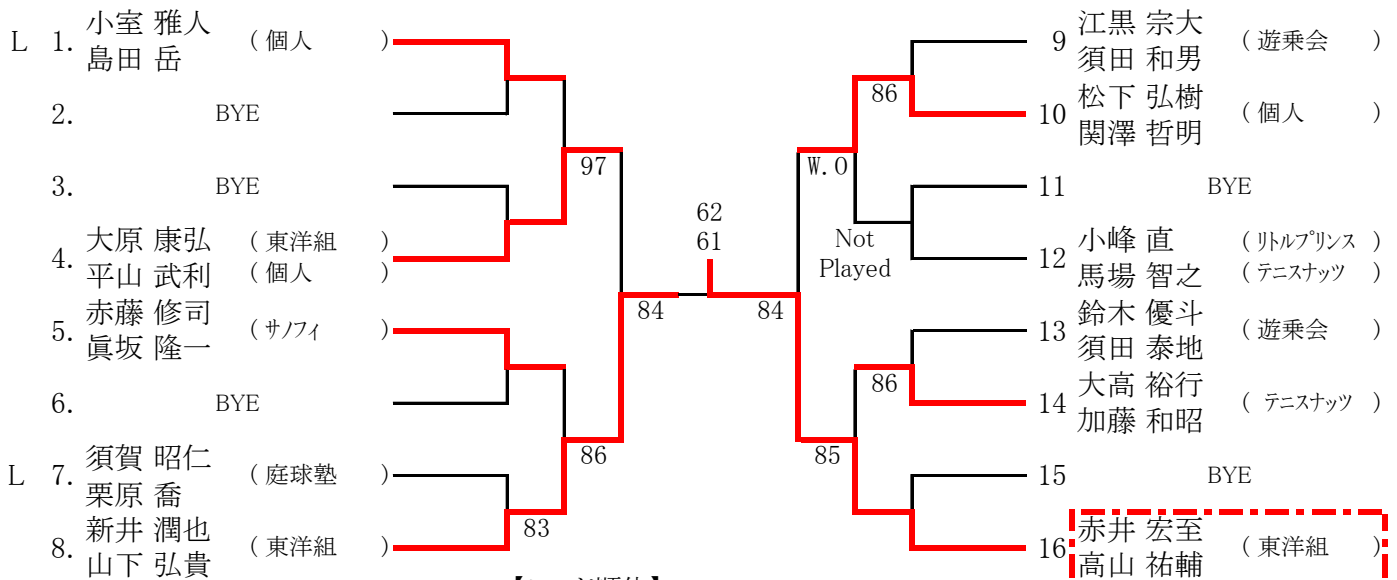 L 1. 小室 雅人 (個人 )
島田 岳
2. BYE
3. BYE
4. 大原 康弘 (東洋組 )
平山 武利 (個人 )
5. 赤藤 修司 (サノフィ )
眞坂 隆一
6. BYE
L 7. 須賀 昭仁 (庭球塾 )
栗原 喬
8. 新井 潤也 (東洋組 )
山下 弘貴
97
86
83
84
62
61
84
W.O
Not
Played
86
86
85
9 江黒 宗大 (遊乗会 )
須田 和男
10 松下 弘樹 (個人 )
関澤 哲明
11 BYE
12 小峰 直 (リトルプリンス )
馬場 智之 (テニスナッツ )
13 鈴木 優斗 (遊乗会 )
須田 泰地
14 大高 裕行 (テニスナッツ )
加藤 和昭
15 BYE
16 赤井 宏至 (東洋組 )
高山 祐輔